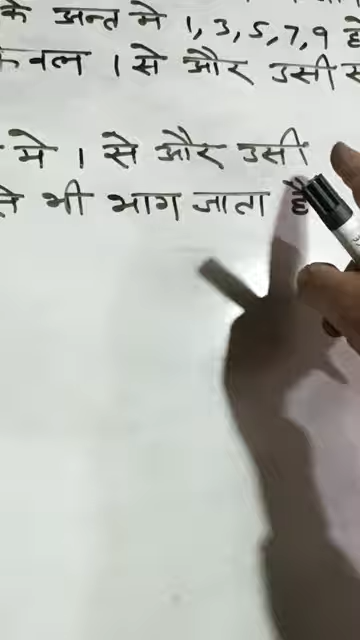 के अन्त मे 1, 3, 5, 7, 9
केवल 1 से और उसी
मे 1 से और उसी
भी भाग जाता है